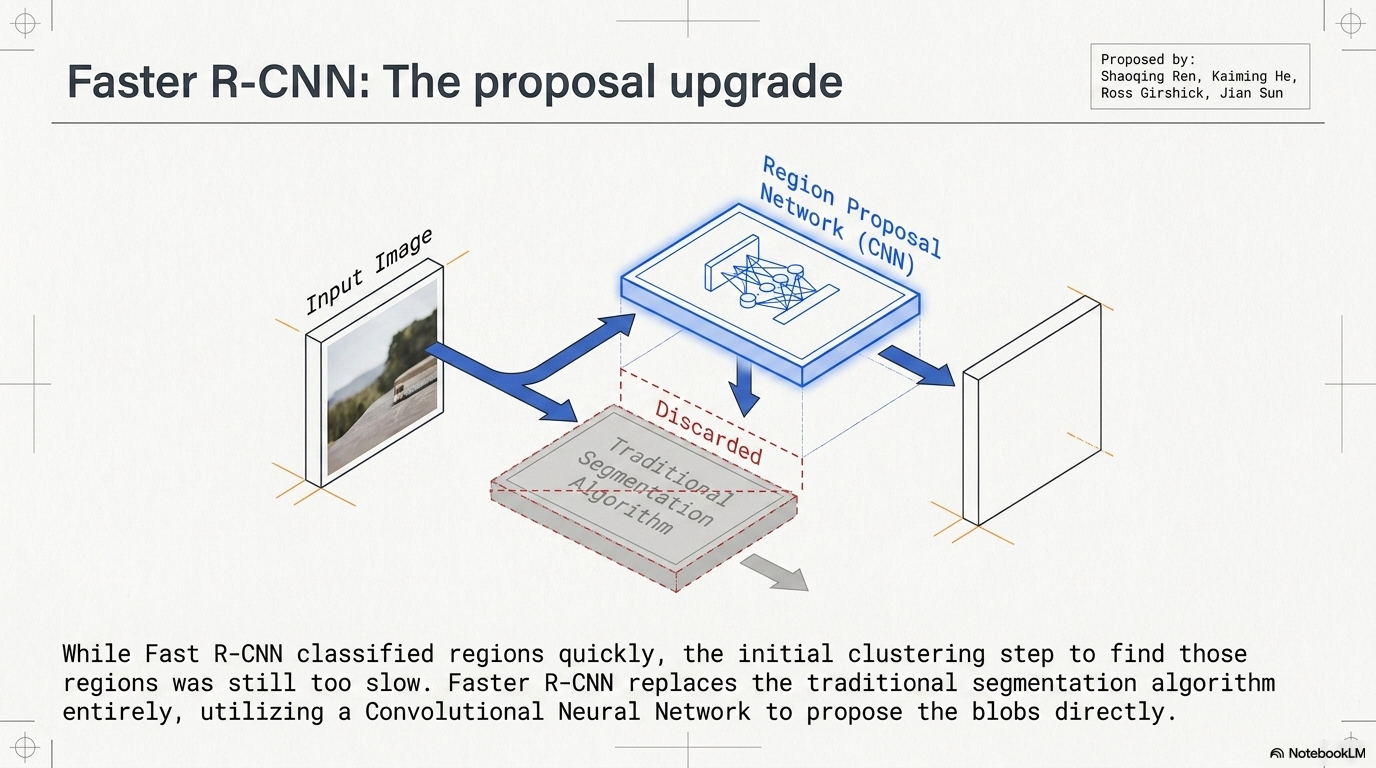 Faster R-CNN: The proposal upgrade
Proposed by:
Shaoqing Ren, Kaiming He,
Ross Girshick, Jian Sun
Input Image
Region Proposal
Network (CNN)
Discarded
Traditional
Segmentation
Algorithm
While Fast R-CNN classified regions quickly, the initial clustering step to find those
regions was still too slow. Faster R-CNN replaces the traditional segmentation algorithm
entirely, utilizing a Convolutional Neural Network to propose the blobs directly.
NotebookLM